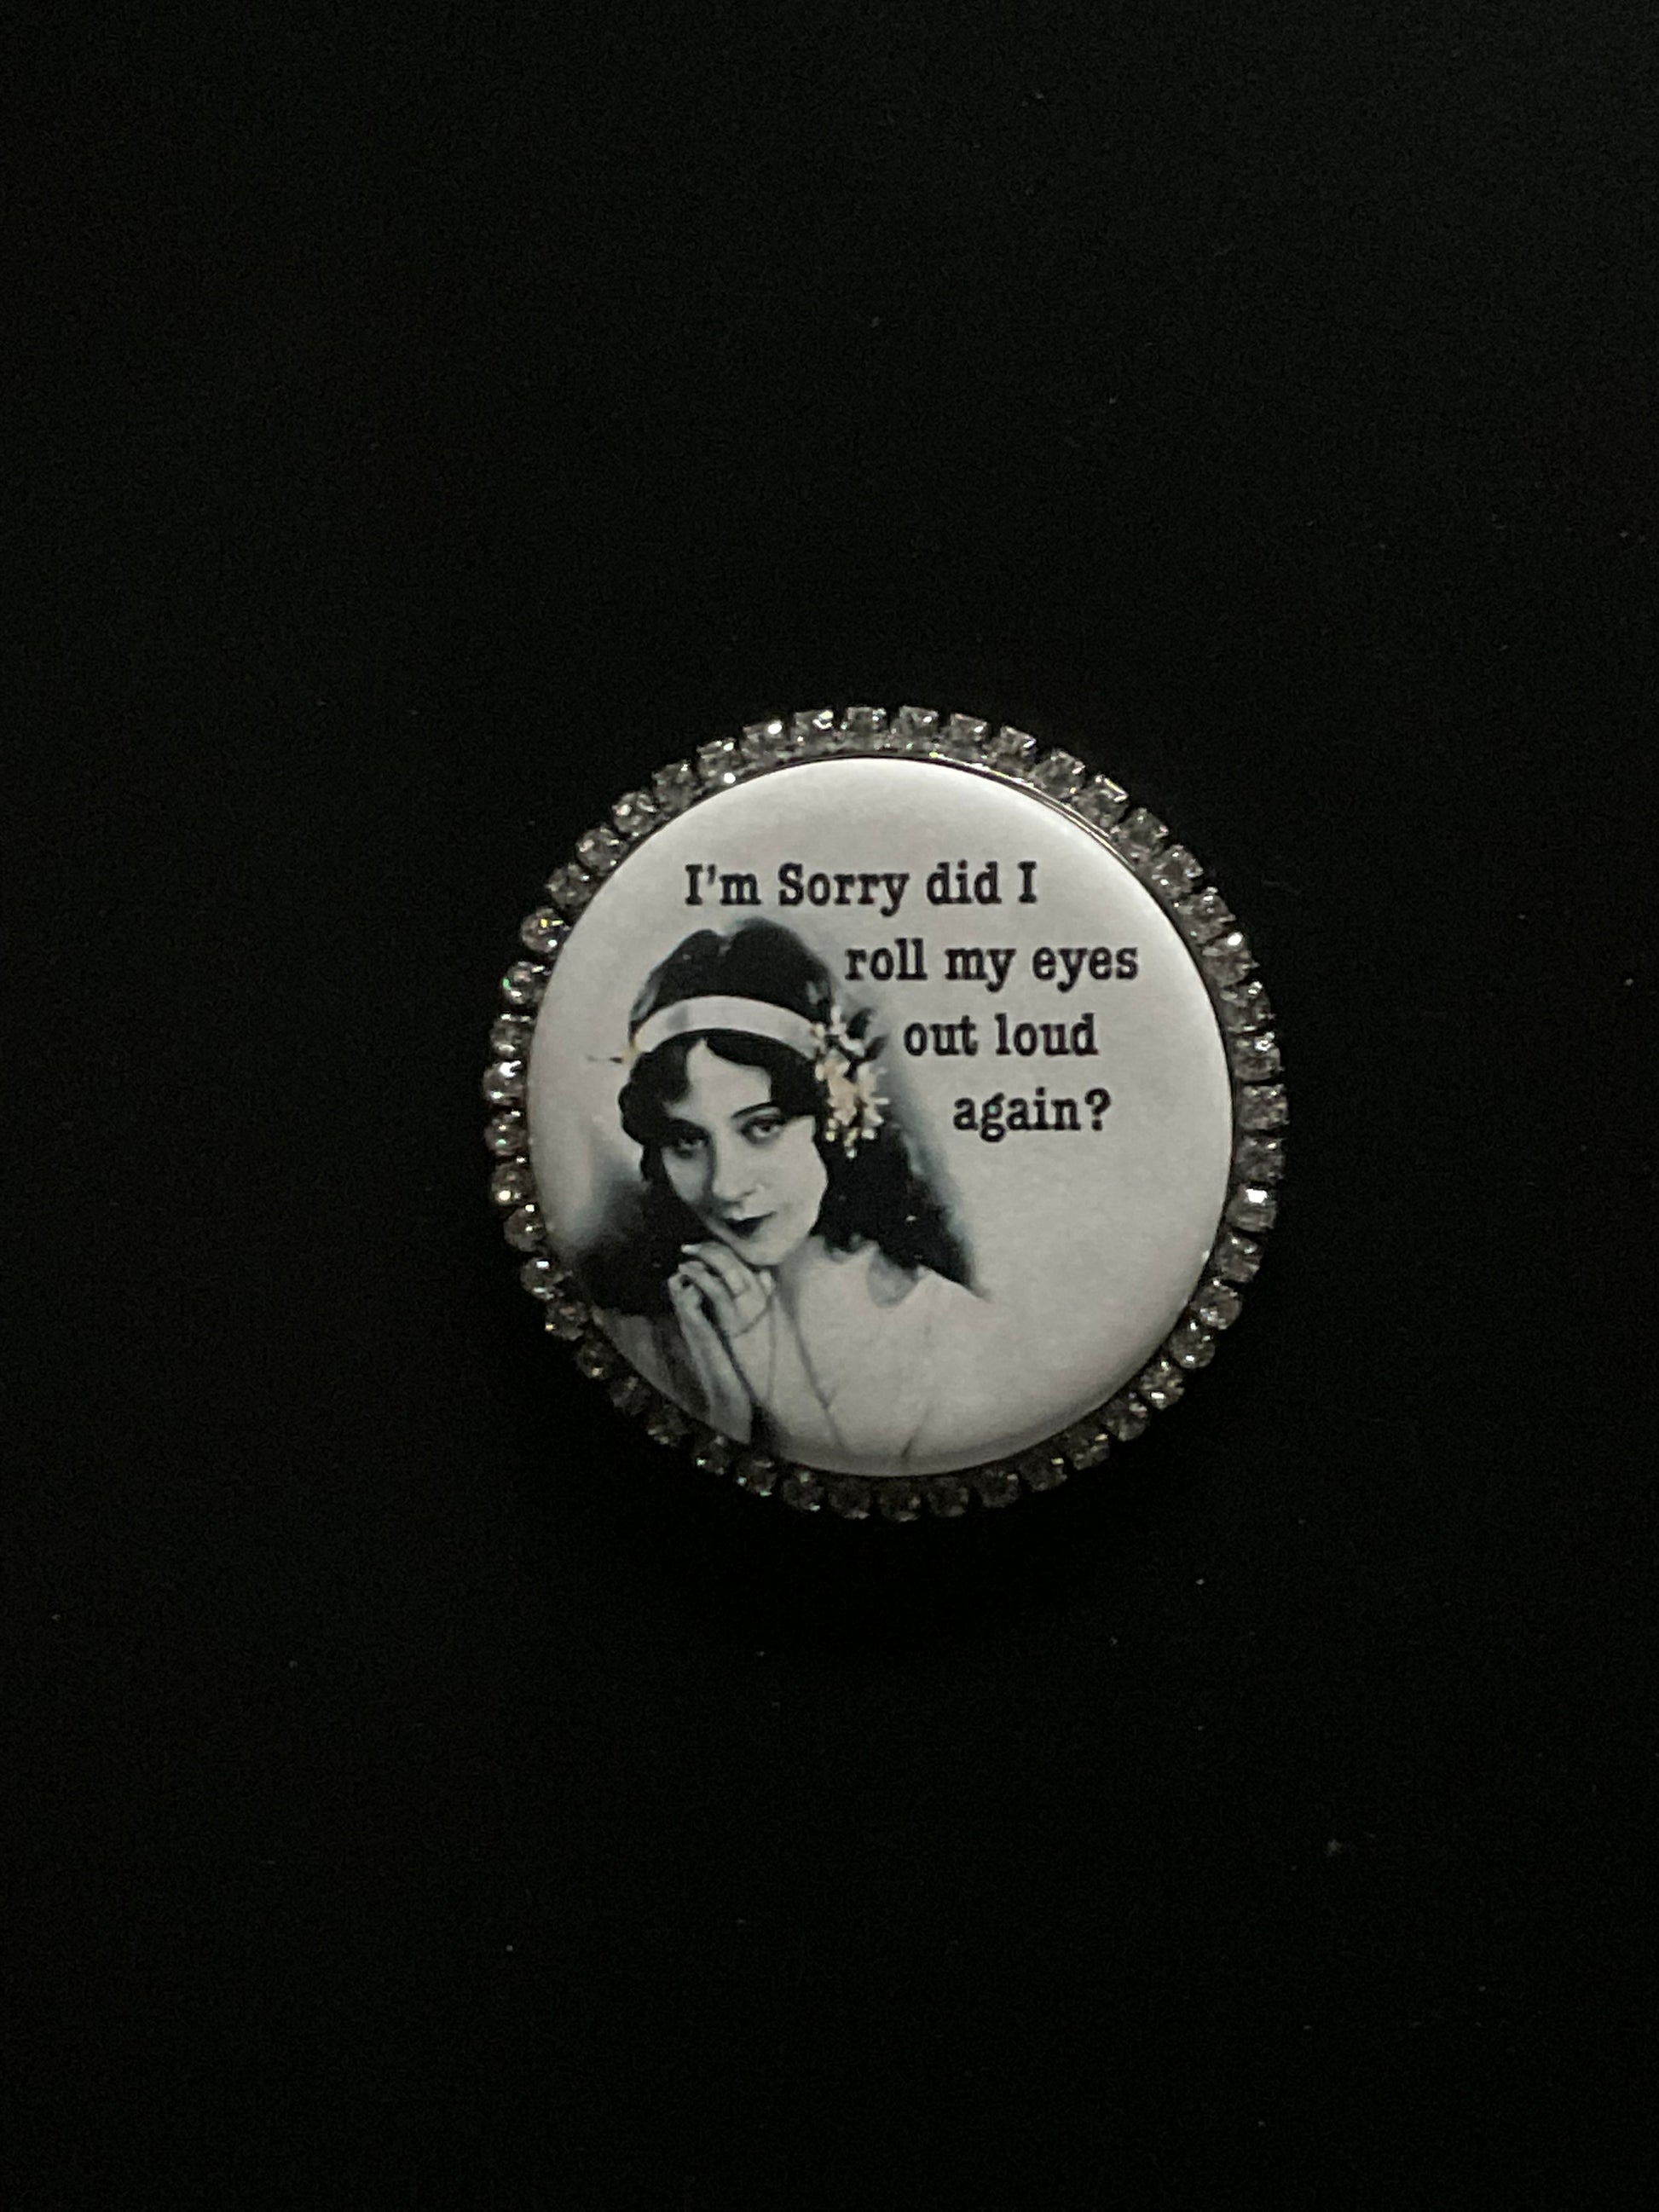 I'm Sorry did I
roll my eyes
out loud
again?